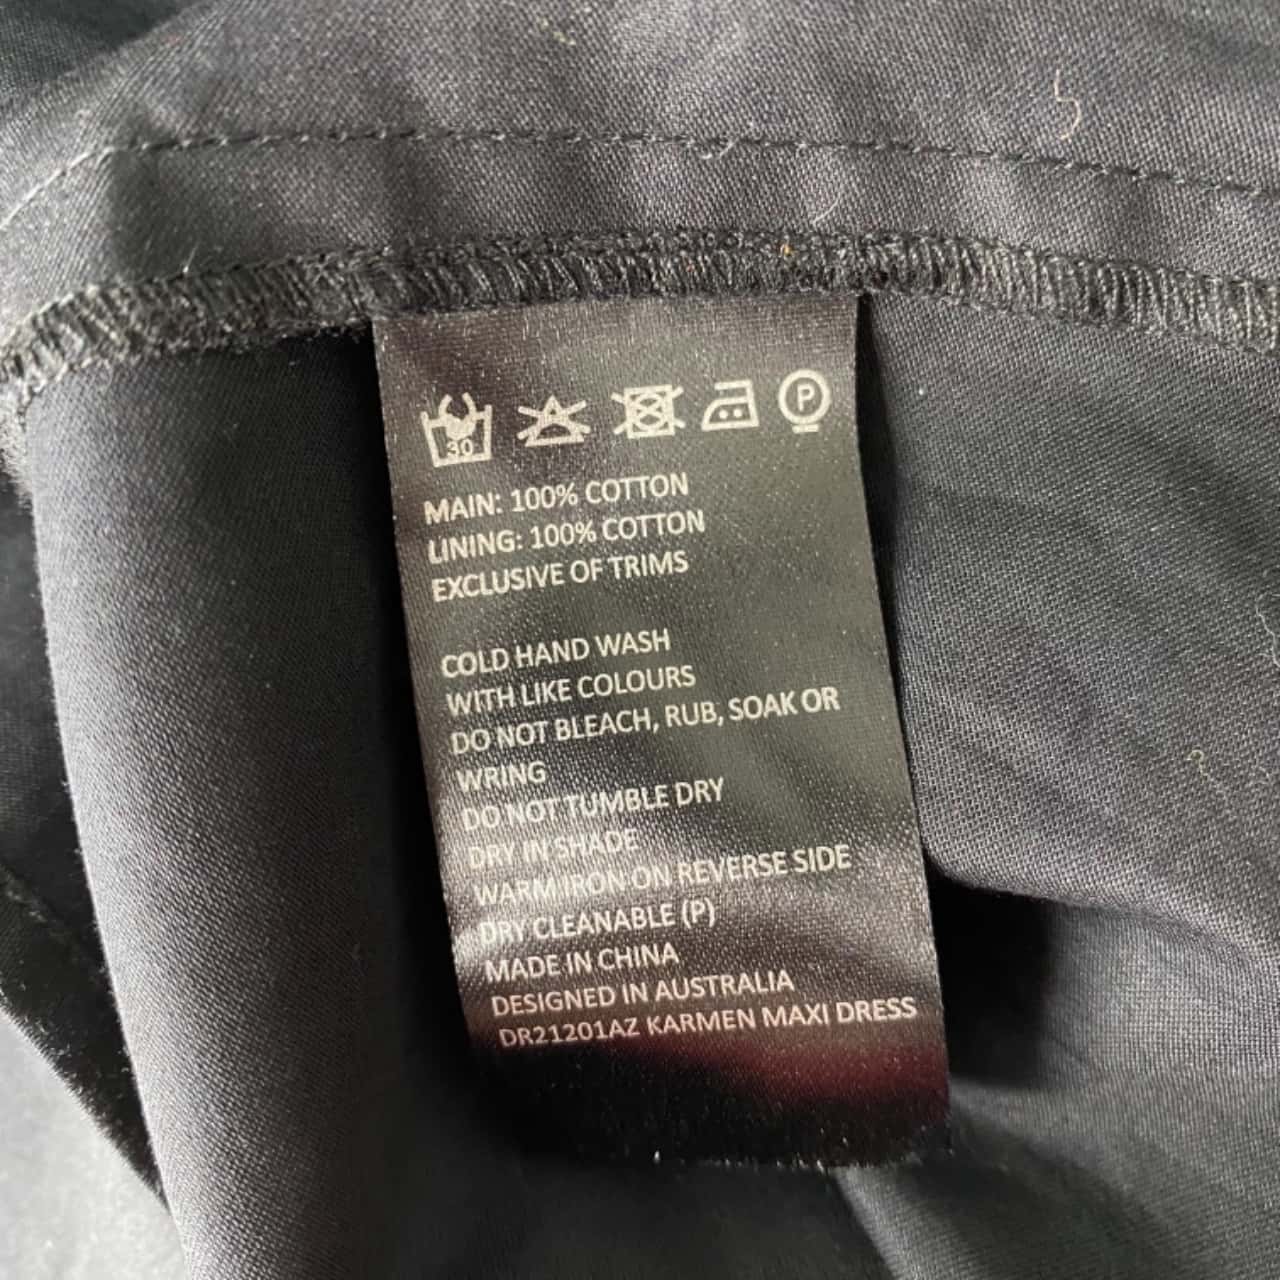 30 P
MAIN: 100% COTTON
LINING: 100% COTTON
EXCLUSIVE OF TRIMS
COLD HAND WASH
WITH LIKE COLOURS
DO NOT BLEACH, RUB, SOAK OR
WRING
DO NOT TUMBLE DRY
DRY IN SHADE
WARM IRON ON REVERSE SIDE
DRY CLEANABLE (P)
MADE IN CHINA
DESIGNED IN AUSTRALIA
DR21201AZ KARMEN MAXI DRESS